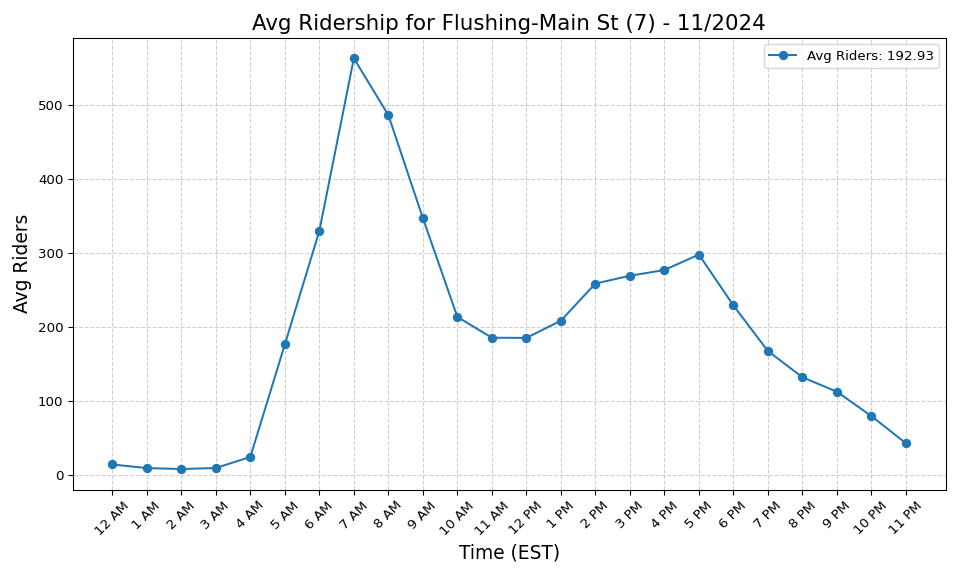 Avg Ridership for Flushing-Main St (7) - 11/2024
Avg Riders: 192.93
Avg Riders
500
400
300
200
100
0
12 AM
1 AM
2 AM
3 AM
4 AM
5 AM
6 AM
7 AM
8 AM
9 AM
10 AM
11 AM
12 PM
1 PM
2 PM
3 PM
4 PM
5 PM
6 PM
7 PM
8 PM
9 PM
10 PM
11 PM
Time (EST)